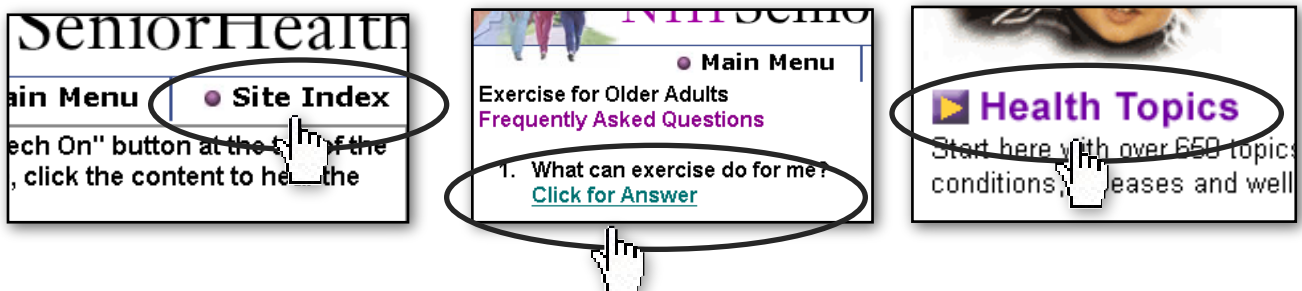 SeniorHealth
ain Menu Site Index
ech On" button at the of the
, click the content to the
NIHSenio
Main Menu
Exercise for Older Adults
Frequently Asked Questions
1. What can exercise do for me?
Click for Answer
Health Topics
Start here with over 650 topics
conditions, eases and well